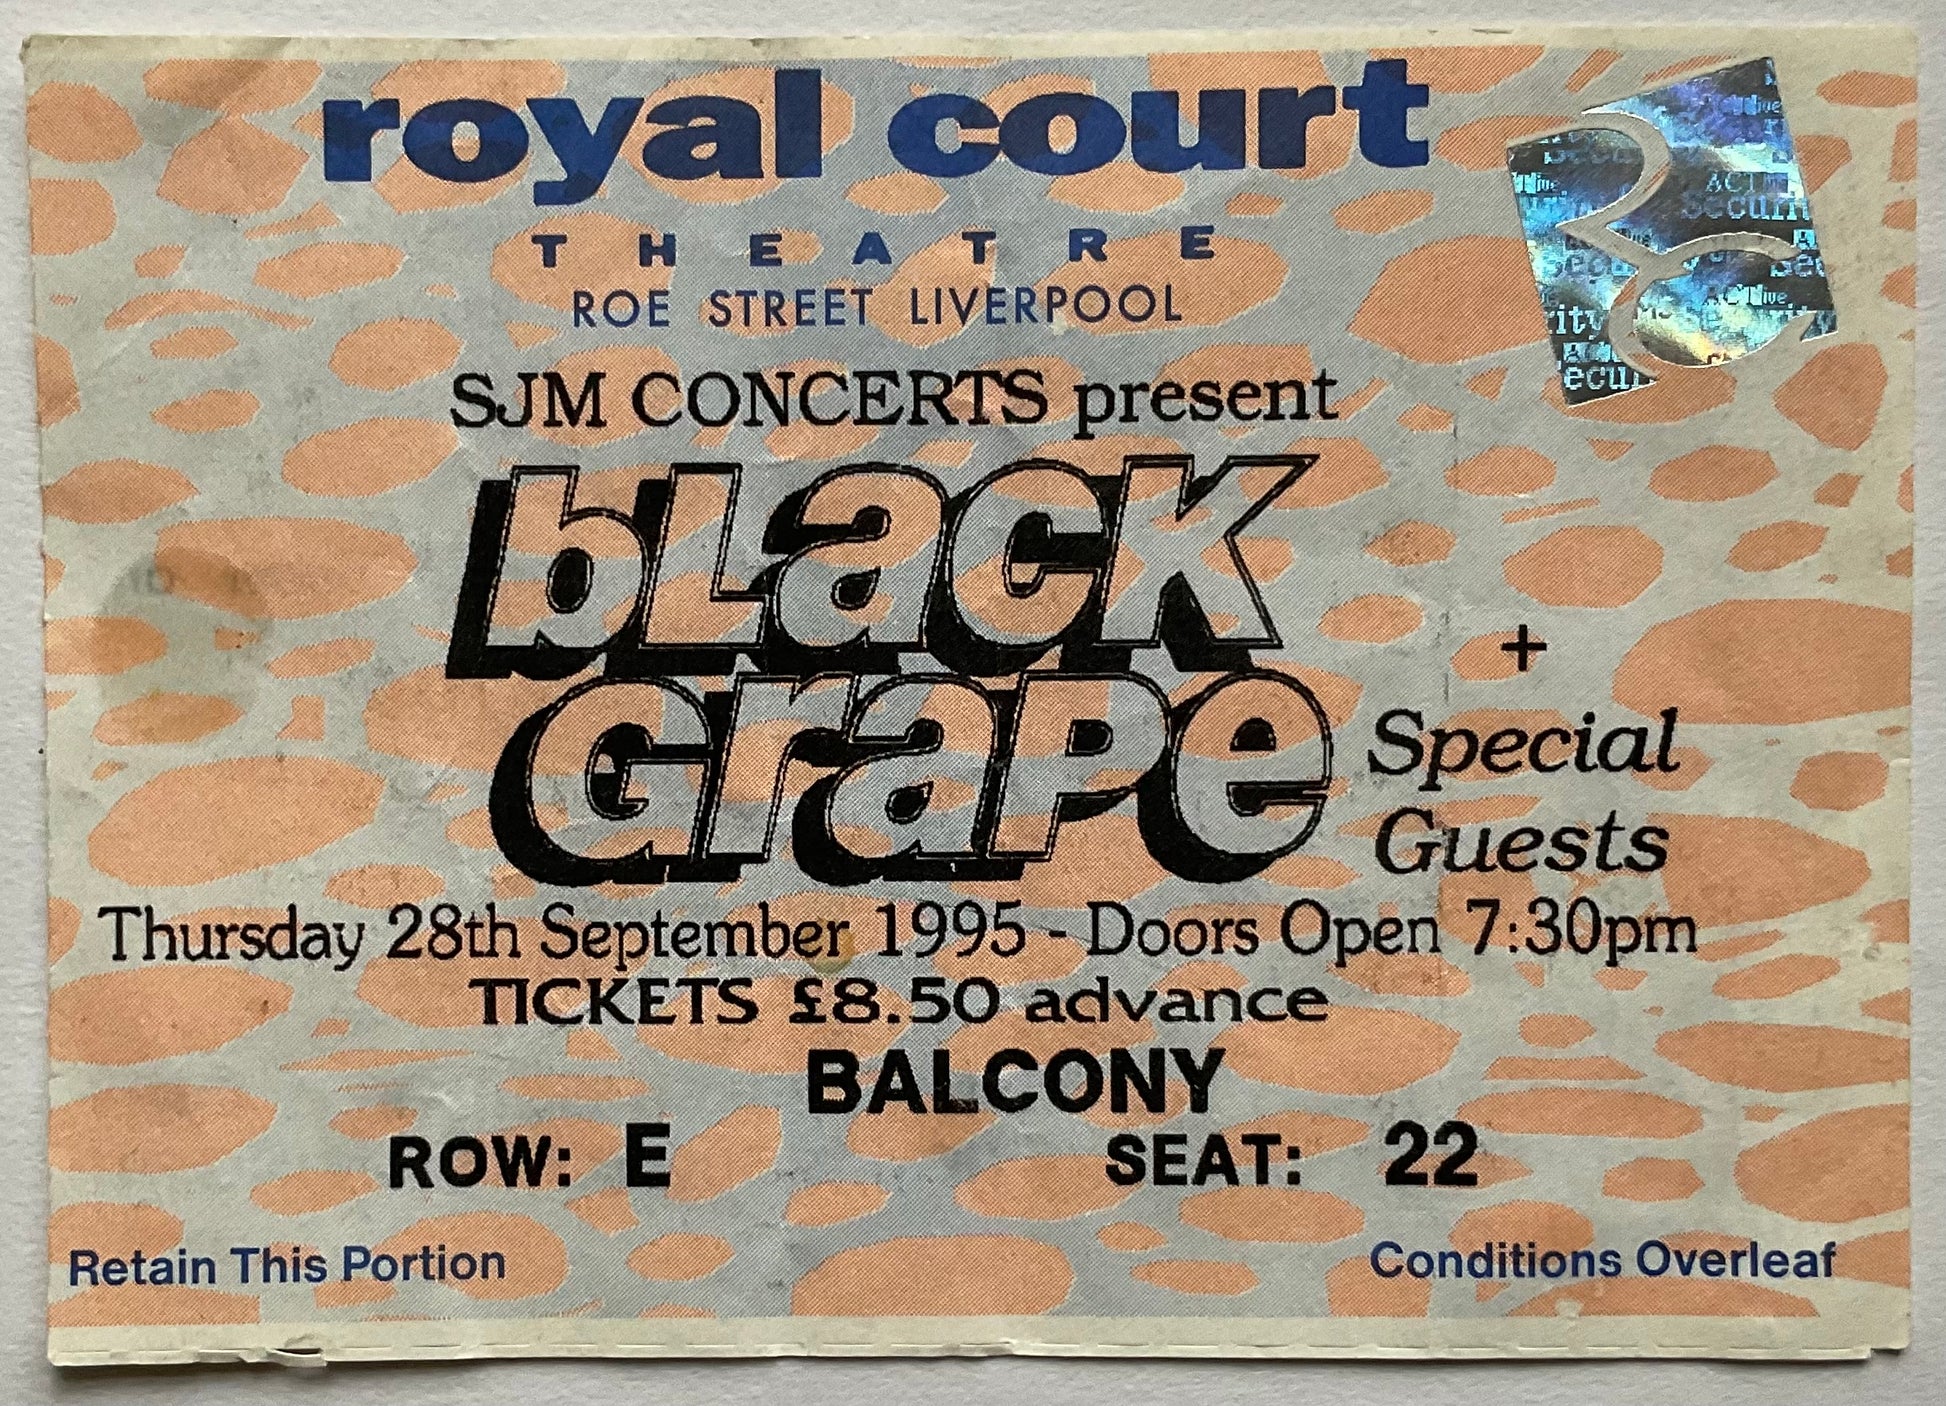 royal court
THEATRE
ROE STREET LIVERPOOL
SJM CONCERTS present
bLacK
GraPe
+
Special
Guests
Thursday 28th September 1995 - Doors Open 7:30pm
TICKETS £8.50 advance
BALCONY
ROW: E SEAT: 22
Retain This Portion Conditions Overleaf